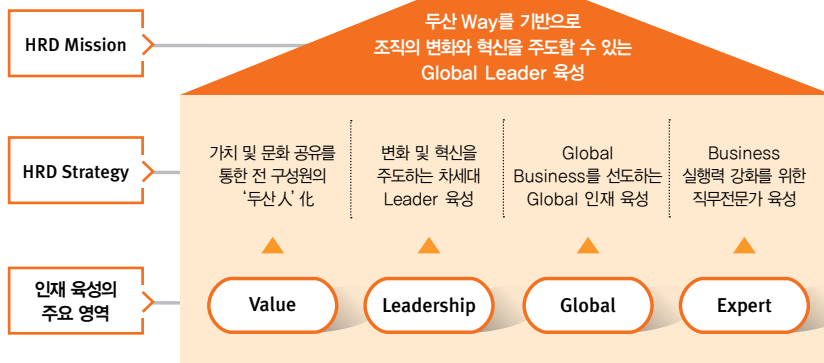 HRD Mission
두산 Way를 기반으로
조직의 변화와 혁신을 주도할 수 있는
Global Leader 육성
HRD Strategy
가치 및 문화 공유를
통한 전 구성원의
‘두산人’化
변화 및 혁신을
주도하는 차세대
Leader 육성
Global
Business를 선도하는
Global 인재 육성
Business
실행력 강화를 위한
직무전문가 육성
인재 육성의
주요 영역
Value
Leadership
Global
Expert